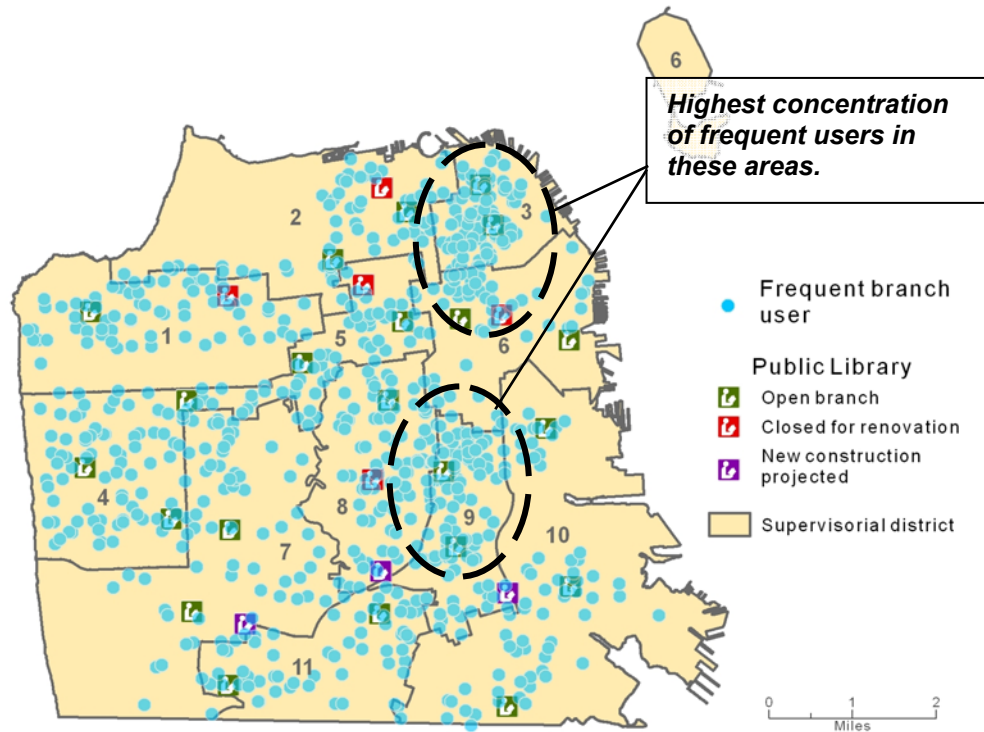 6
Highest concentration
of frequent users in
these areas.
2
3
1
5
6
4
8
9
7
10
11
Frequent branch
user
Public Library
Open branch
Closed for renovation
New construction
projected
Supervisorial district
0 1 2
Miles